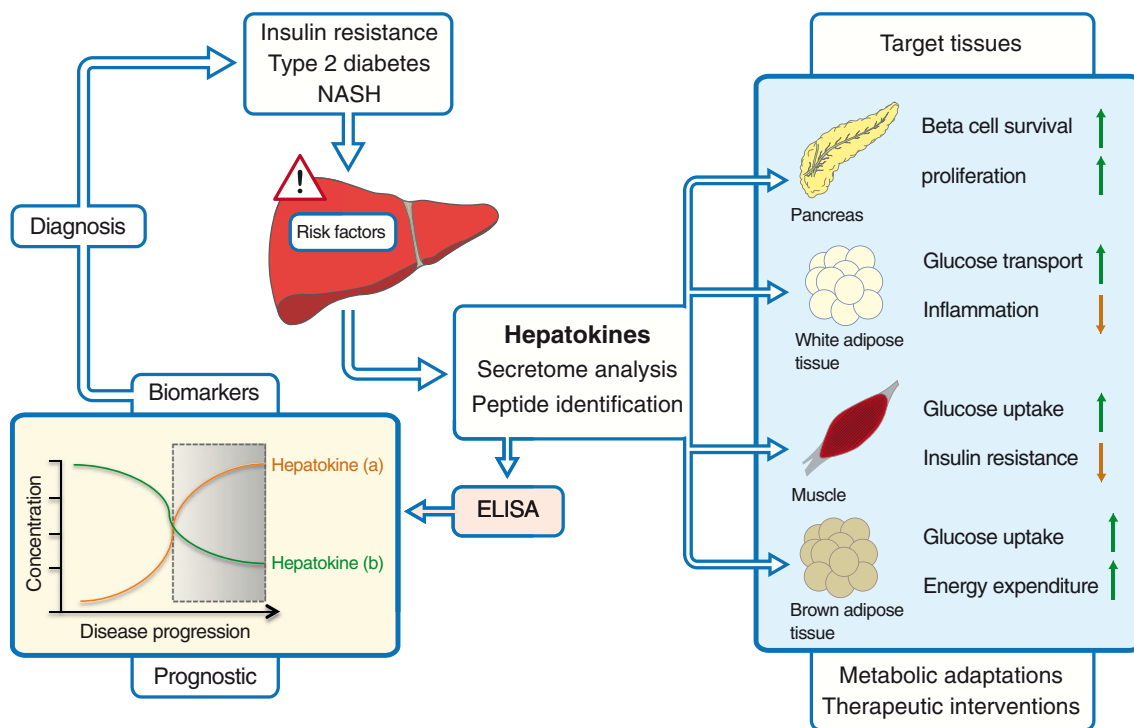 Insulin resistance
Type 2 diabetes
NASH
!
Risk factors
Diagnosis
Hepatokines
Secretome analysis
Peptide identification
ELISA
Biomarkers
Concentration
Hepatokine (a)
Hepatokine (b)
Disease progression
Prognostic
Target tissues
Beta cell survival
proliferation
Pancreas
Glucose transport
Inflammation
White adipose
tissue
Glucose uptake
Insulin resistance
Muscle
Glucose uptake
Energy expenditure
Brown adipose
tissue
Metabolic adaptations
Therapeutic interventions